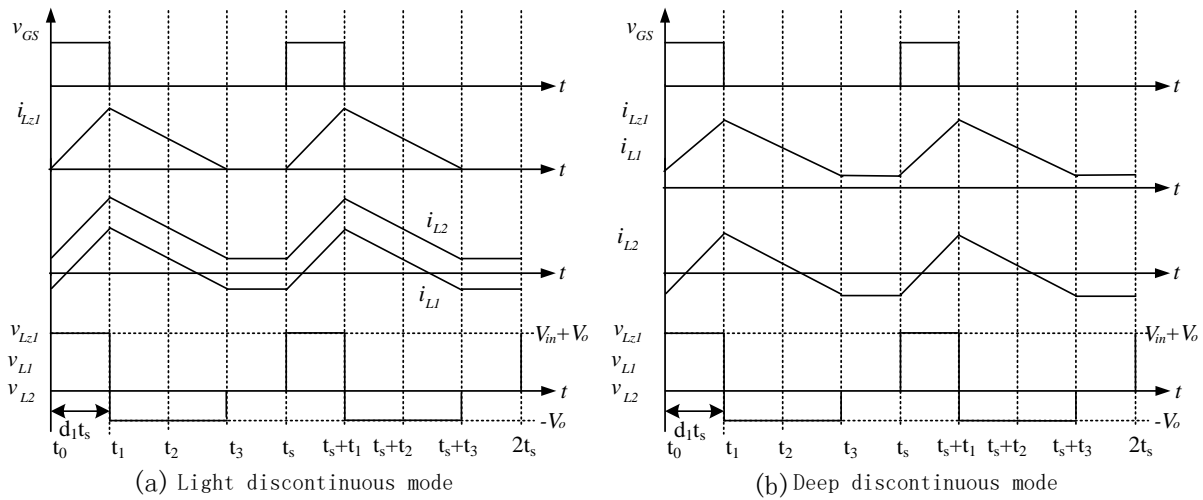 v_GS
t
i_Lz1
t
i_L2
t
i_L1
v_Lz1
V_in+V_o
v_L1
v_L2
t
d_1t_s
-V_o
t_0 t_1 t_2 t_3 t_s t_s+t_1 t_s+t_2 t_s+t_3 2t_s
(a) Light discontinuous mode
v_GS
t
i_Lz1
i_L1
t
i_L2
t
v_Lz1
V_in+V_o
v_L1
v_L2
t
d_1t_s
-V_o
t_0 t_1 t_2 t_3 t_s t_s+t_1 t_s+t_2 t_s+t_3 2t_s
(b) Deep discontinuous mode